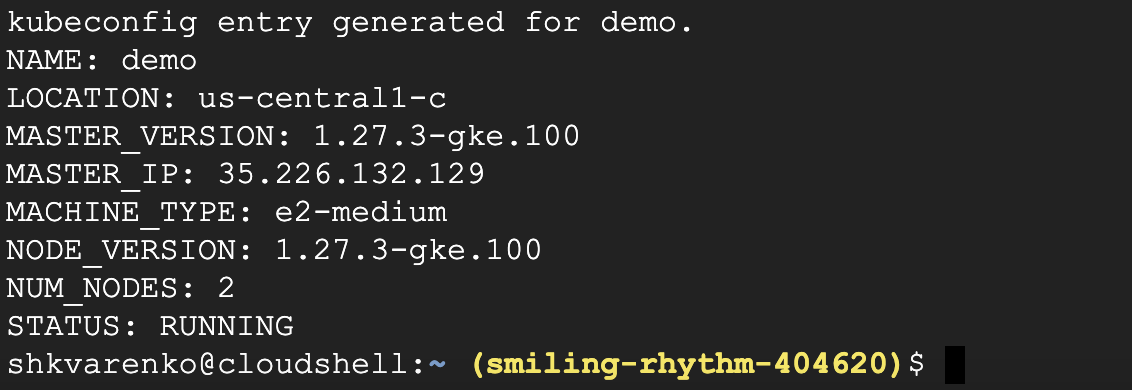 kubeconfig entry generated for demo.
NAME: demo
LOCATION: us-central1-c
MASTER_VERSION: 1.27.3-gke.100
MASTER_IP: 35.226.132.129
MACHINE_TYPE: e2-medium
NODE_VERSION: 1.27.3-gke.100
NUM_NODES: 2
STATUS: RUNNING
shkvarenko@cloudshell:~ (smiling-rhythm-404620)$